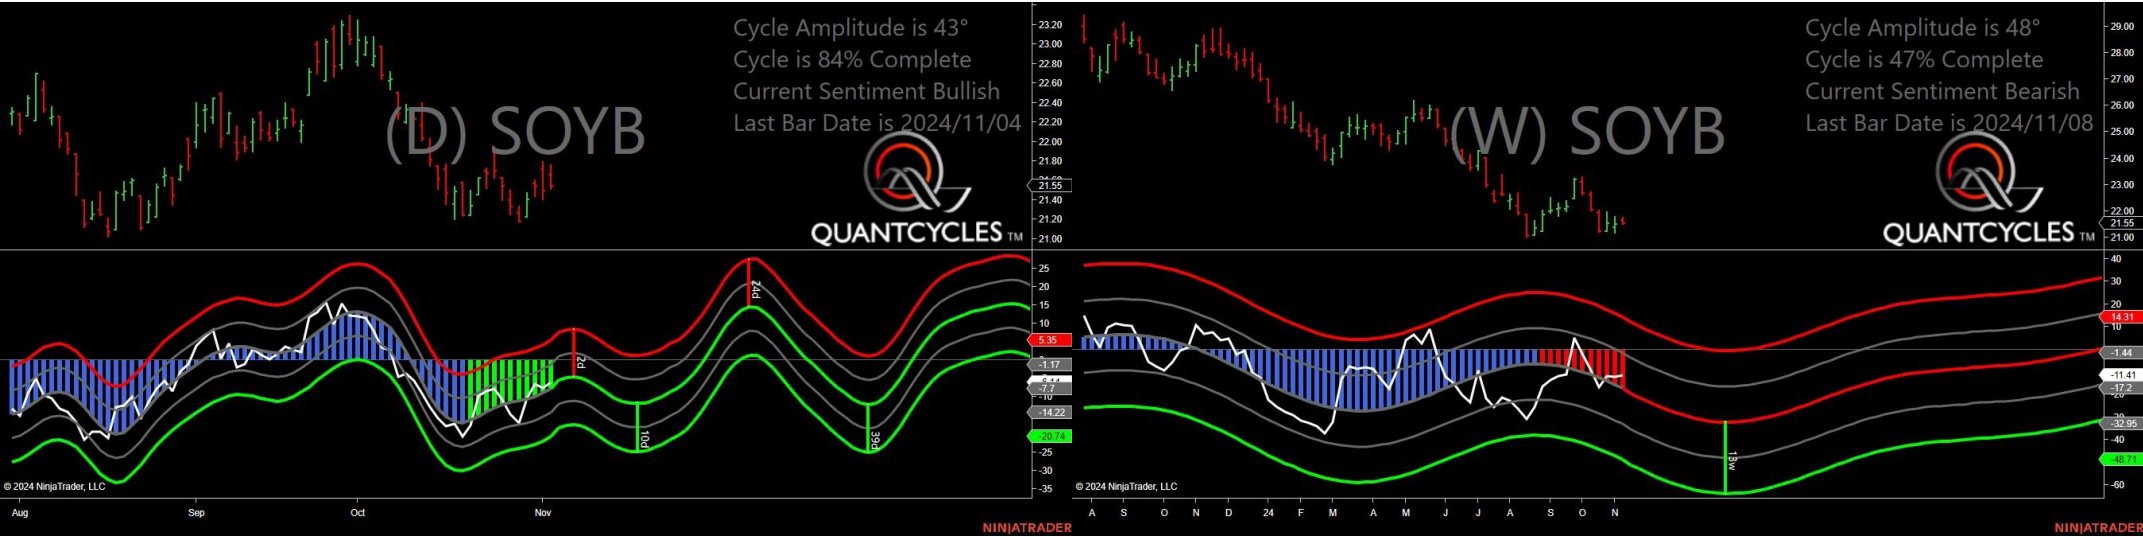 Cycle Amplitude is 43°
Cycle is 84% Complete
Current Sentiment Bullish
Last Bar Date is 2024/11/04
(D) SOYB
QUANTCYCLES TM
23.20
23.00
22.80
22.60
22.40
22.20
22.00
21.80
21.55
21.40
21.20
21.00
25
20
15
10
5.35
-1.17
-7.7
-10
-14.22
-20.74
-25
-30
-35
2d
10d
39d
© 2024 NinjaTrader, LLC
Aug
Sep
Oct
Nov
NINJATRADER
Cycle Amplitude is 48°
Cycle is 47% Complete
Current Sentiment Bearish
Last Bar Date is 2024/11/08
(W) SOYB
QUANTCYCLES TM
29.00
28.00
27.00
26.00
25.00
24.00
23.00
22.00
21.55
21.00
40
30
20
14.31
10
-1.44
-11.41
-17.2
-32.95
-40
-48.71
-60
13w
© 2024 NinjaTrader, LLC
A S O N D 24 F M A M J J A S O N
NINJATRADER